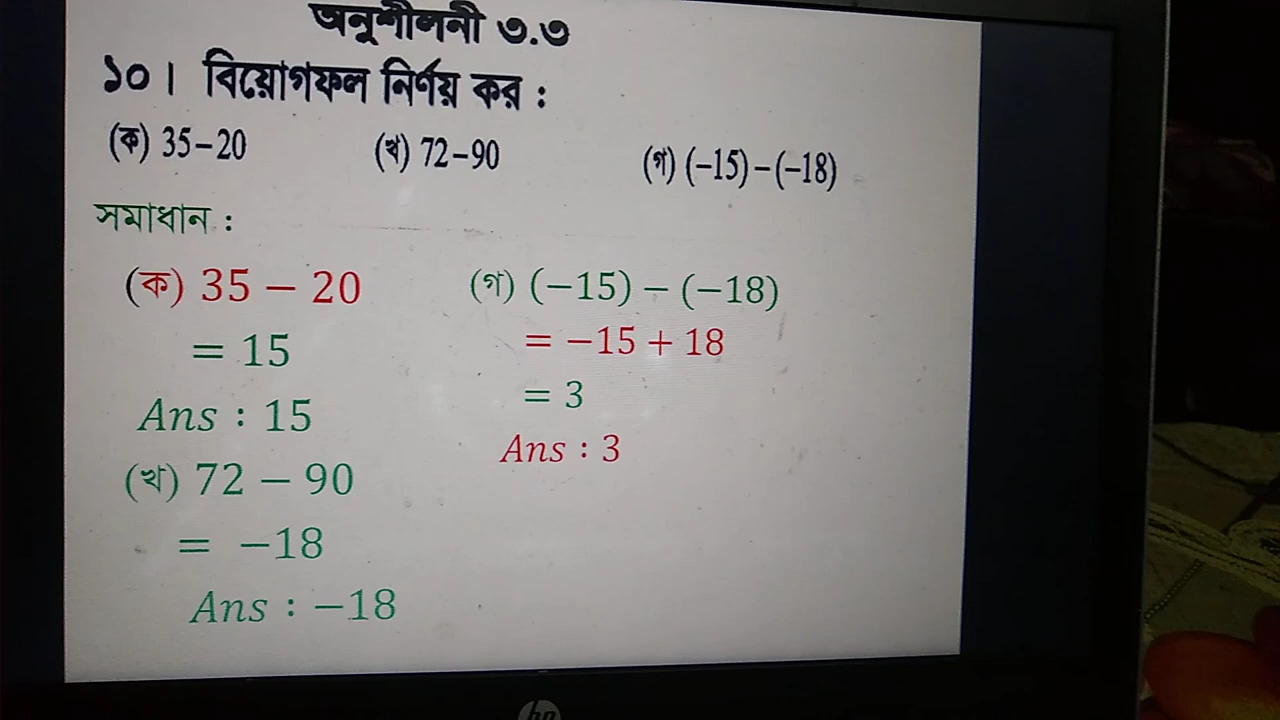 অনুশীলনী ৩.৩
১০। বিয়োগফল নির্ণয় কর :
(ক) 35–20 (খ) 72–90 (গ) (–15)–(–18)
সমাধান :
(ক) 35 − 20
= 15
Ans : 15
(খ) 72 − 90
= −18
Ans : −18
(গ) (−15) − (−18)
= −15 + 18
= 3
Ans : 3
hp